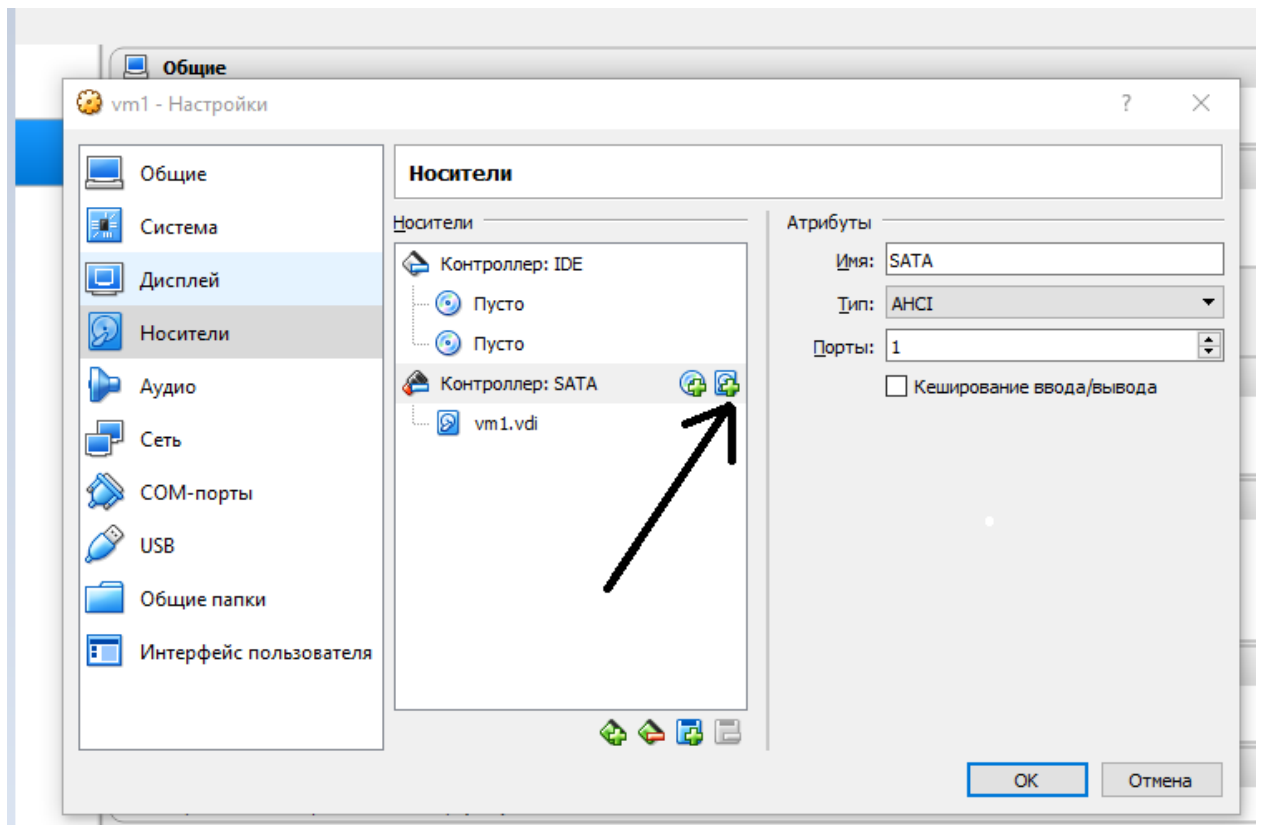 Общие
vm1 - Настройки
?
Общие
Система
Дисплей
Носители
Аудио
Сеть
COM-порты
USB
Общие папки
Интерфейс пользователя
Носители
Носители
Контроллер: IDE
Пусто
Пусто
Контроллер: SATA
vm1.vdi
Атрибуты
Имя: SATA
Тип: AHCI
Порты: 1
Кеширование ввода/вывода
OK
Отмена